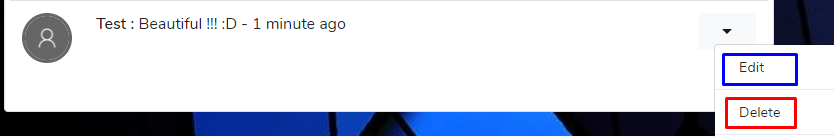 Test : Beautiful !!! :D - 1 minute ago
Edit
Delete